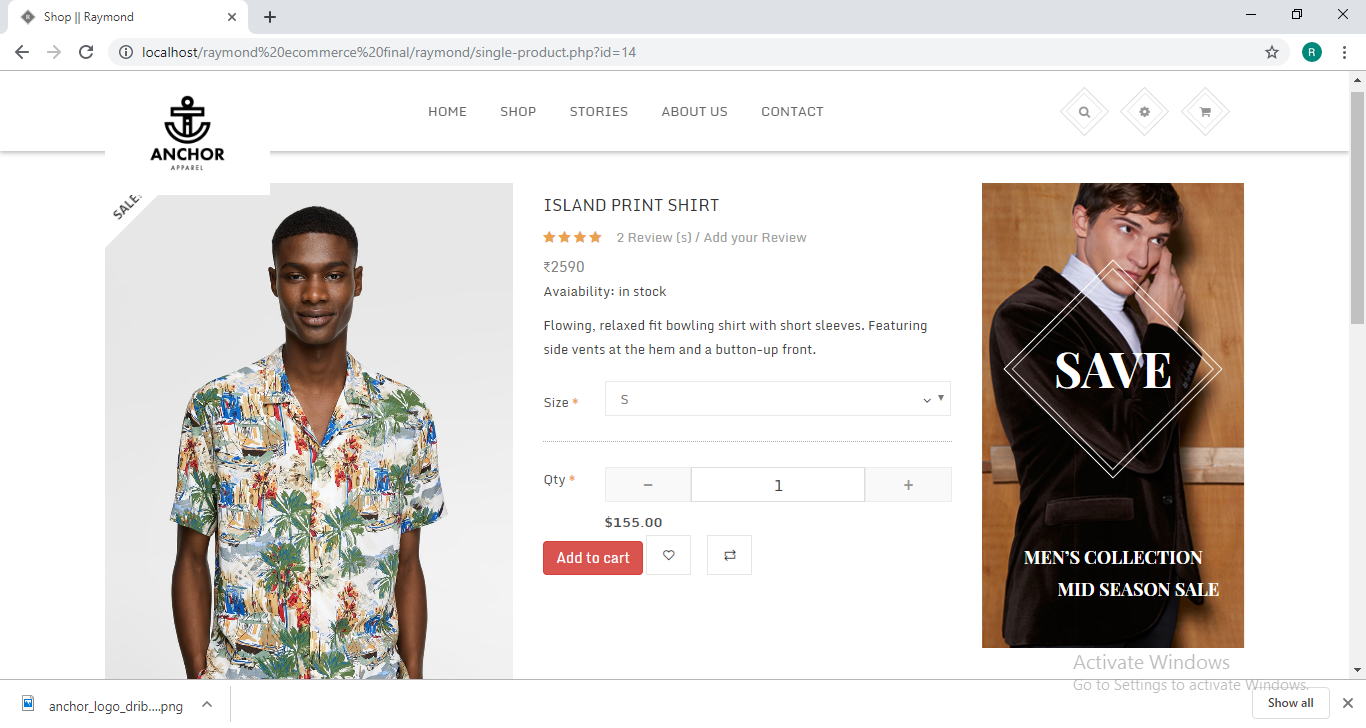 Shop || Raymond
localhost/raymond%20ecommerce%20final/raymond/single-product.php?id=14
R
ANCHOR
APPAREL
HOME SHOP STORIES ABOUT US CONTACT
SALE!
ISLAND PRINT SHIRT
2 Review (s) / Add your Review
₹2590
Avaiability: in stock
Flowing, relaxed fit bowling shirt with short sleeves. Featuring
side vents at the hem and a button-up front.
Size * S
Qty * − 1 +
$155.00
Add to cart
SAVE
MEN'S COLLECTION
MID SEASON SALE
Activate Windows
Go to Settings to activate Windows.
anchor_logo_drib....png
Show all